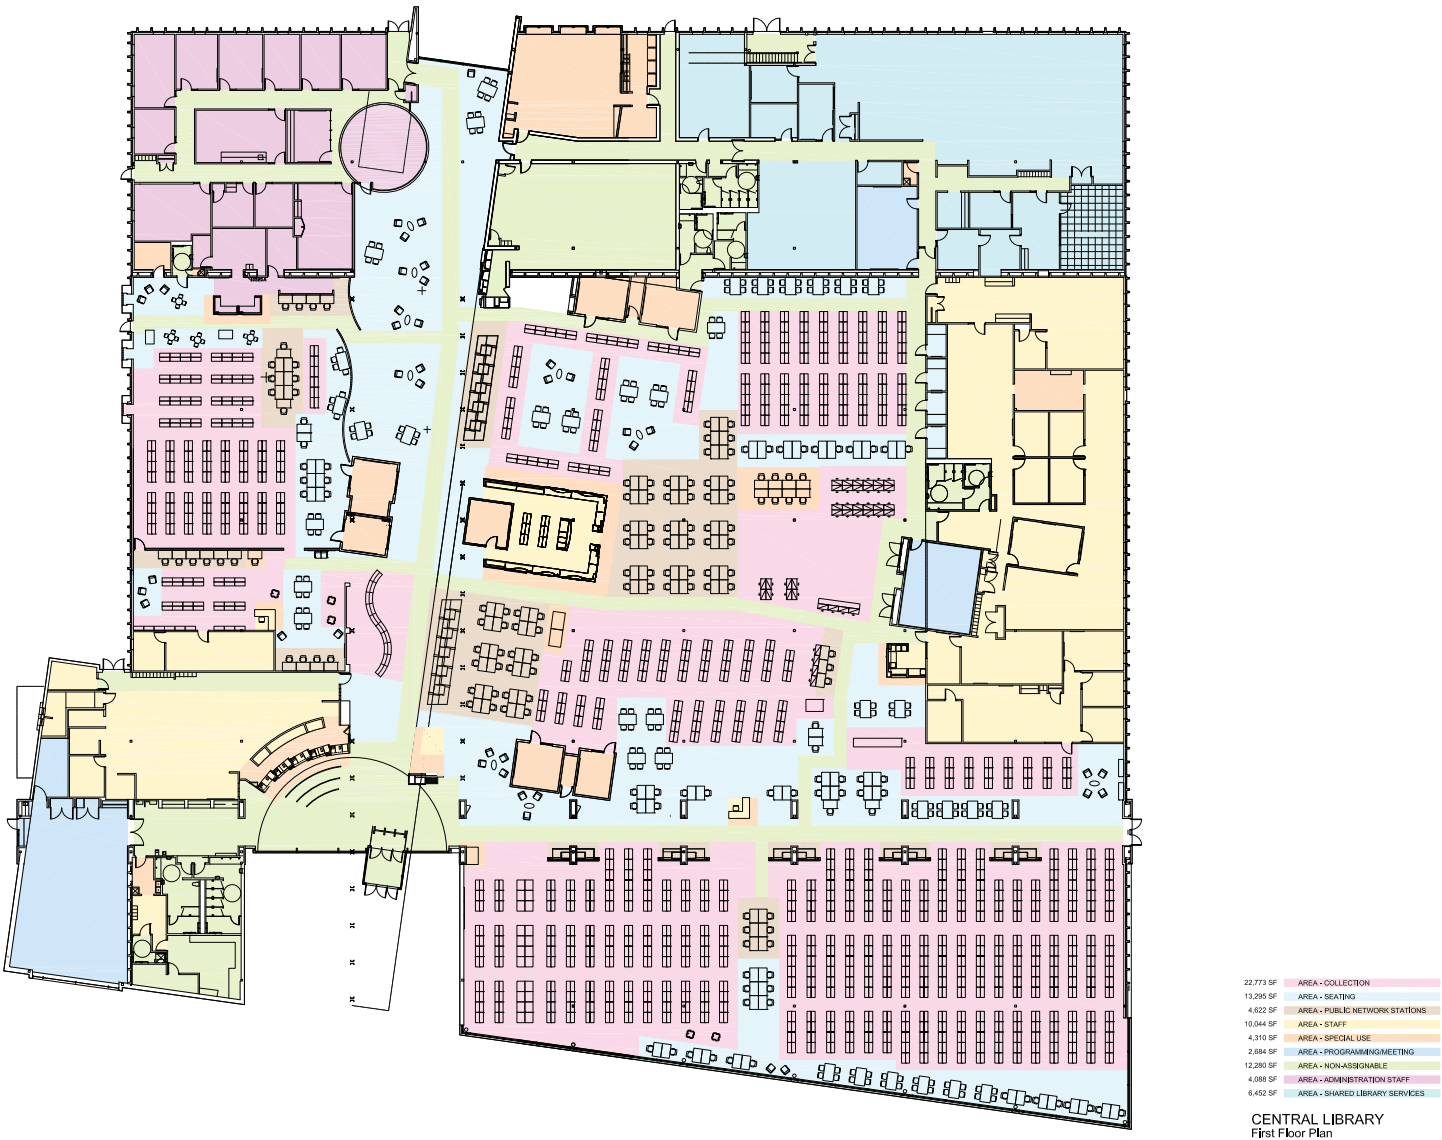 22,773 SF AREA - COLLECTION
13,295 SF AREA - SEATING
4,622 SF AREA - PUBLIC NETWORK STATIONS
10,044 SF AREA - STAFF
4,310 SF AREA - SPECIAL USE
2,684 SF AREA - PROGRAMMING/MEETING
12,280 SF AREA - NON-ASSIGNABLE
4,088 SF AREA - ADMINISTRATION STAFF
6,452 SF AREA - SHARED LIBRARY SERVICES
CENTRAL LIBRARY
First Floor Plan